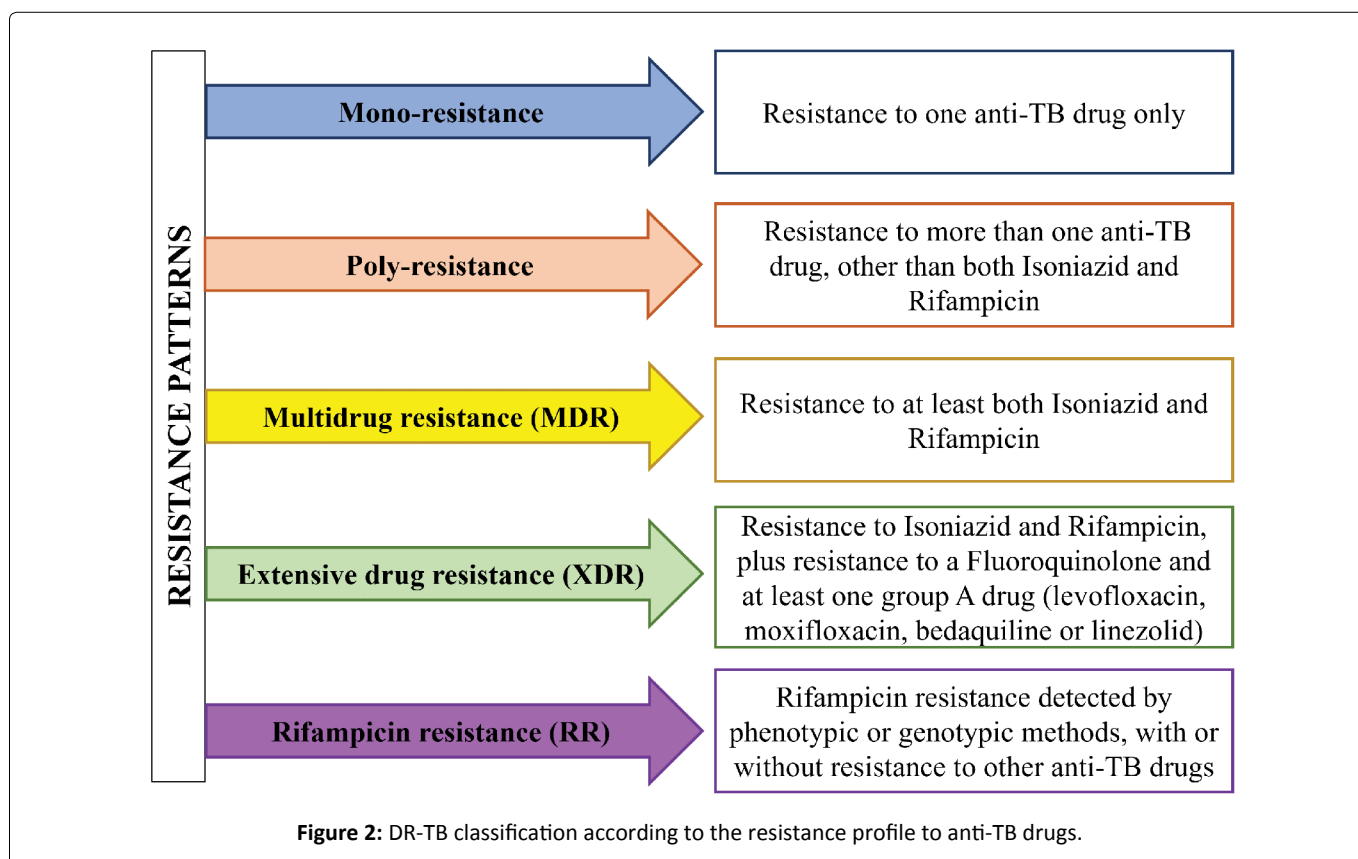 RESISTANCE PATTERNS
Mono-resistance
Resistance to one anti-TB drug only
Poly-resistance
Resistance to more than one anti-TB
drug, other than both Isoniazid and
Rifampicin
Multidrug resistance (MDR)
Resistance to at least both Isoniazid and
Rifampicin
Extensive drug resistance (XDR)
Resistance to Isoniazid and Rifampicin,
plus resistance to a Fluoroquinolone and
at least one group A drug (levofloxacin,
moxifloxacin, bedaquiline or linezolid)
Rifampicin resistance (RR)
Rifampicin resistance detected by
phenotypic or genotypic methods, with or
without resistance to other anti-TB drugs
Figure 2: DR-TB classification according to the resistance profile to anti-TB drugs.